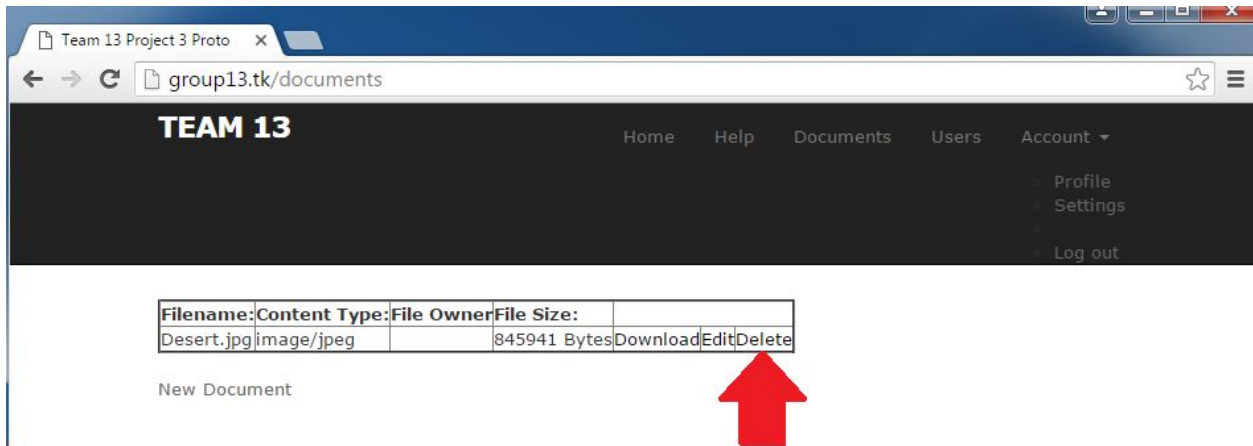 Team 13 Project 3 Proto
group13.tk/documents
TEAM 13
Home Help Documents Users Account
Profile
Settings
Log out
Filename: Content Type: File Owner File Size:
Desert.jpg image/jpeg 845941 Bytes Download Edit Delete
New Document